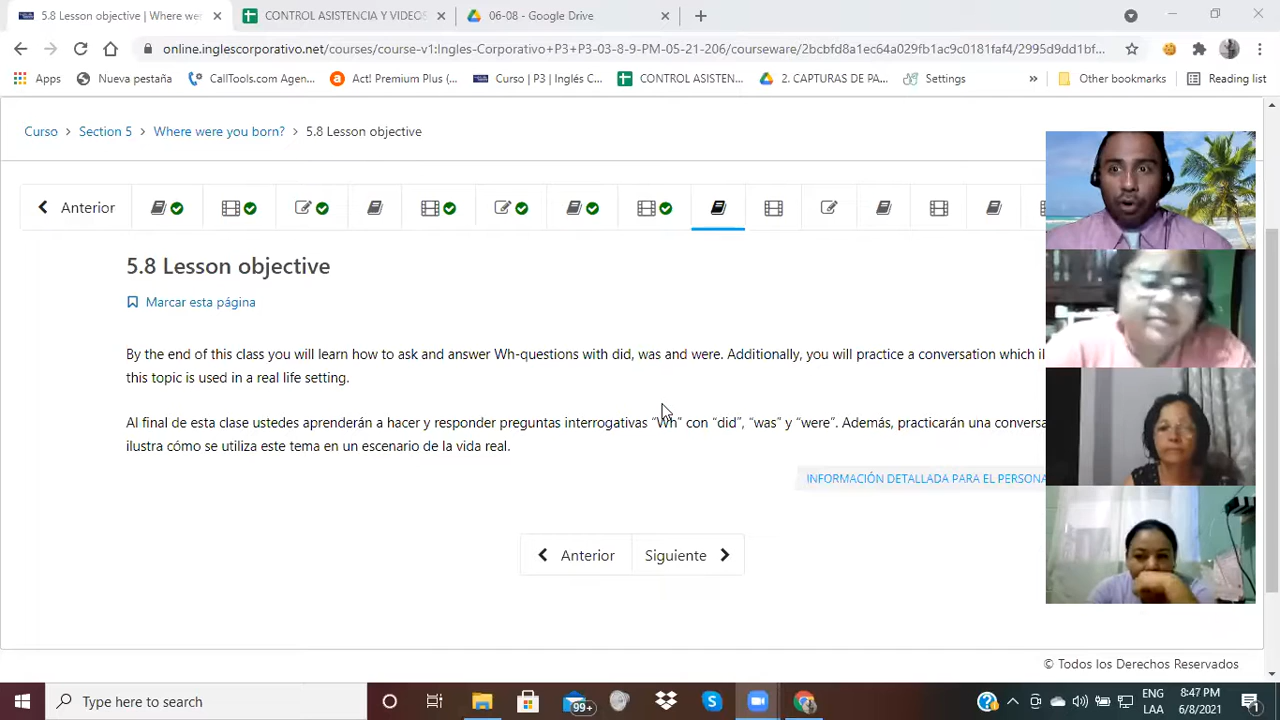 5.8 Lesson objective | Where wer
CONTROL ASISTENCIA Y VIDEOS
06-08 - Google Drive
online.inglescorporativo.net/courses/course-v1:Ingles-Corporativo+P3+P3-03-8-9-PM-05-21-206/courseware/2bcbfd8a1ec64a029fb1ac9c0181faf4/2995d9dd1bf...
Apps
Nueva pestaña
CallTools.com Agen...
Act! Premium Plus (...
Curso | P3 | Inglés C...
CONTROL ASISTEN...
2. CAPTURAS DE PA...
Settings
»
Other bookmarks
Reading list
Curso > Section 5 > Where were you born? > 5.8 Lesson objective
Anterior
5.8 Lesson objective
Marcar esta página
By the end of this class you will learn how to ask and answer Wh-questions with did, was and were. Additionally, you will practice a conversation which il
this topic is used in a real life setting.
Al final de esta clase ustedes aprenderán a hacer y responder preguntas interrogativas “Wh” con “did”, “was” y “were”. Además, practicarán una conversa
ilustra cómo se utiliza este tema en un escenario de la vida real.
INFORMACIÓN DETALLADA PARA EL PERSONA
Anterior
Siguiente
© Todos los Derechos Reservados
Type here to search
99+
ENG
LAA
8:47 PM
6/8/2021
1